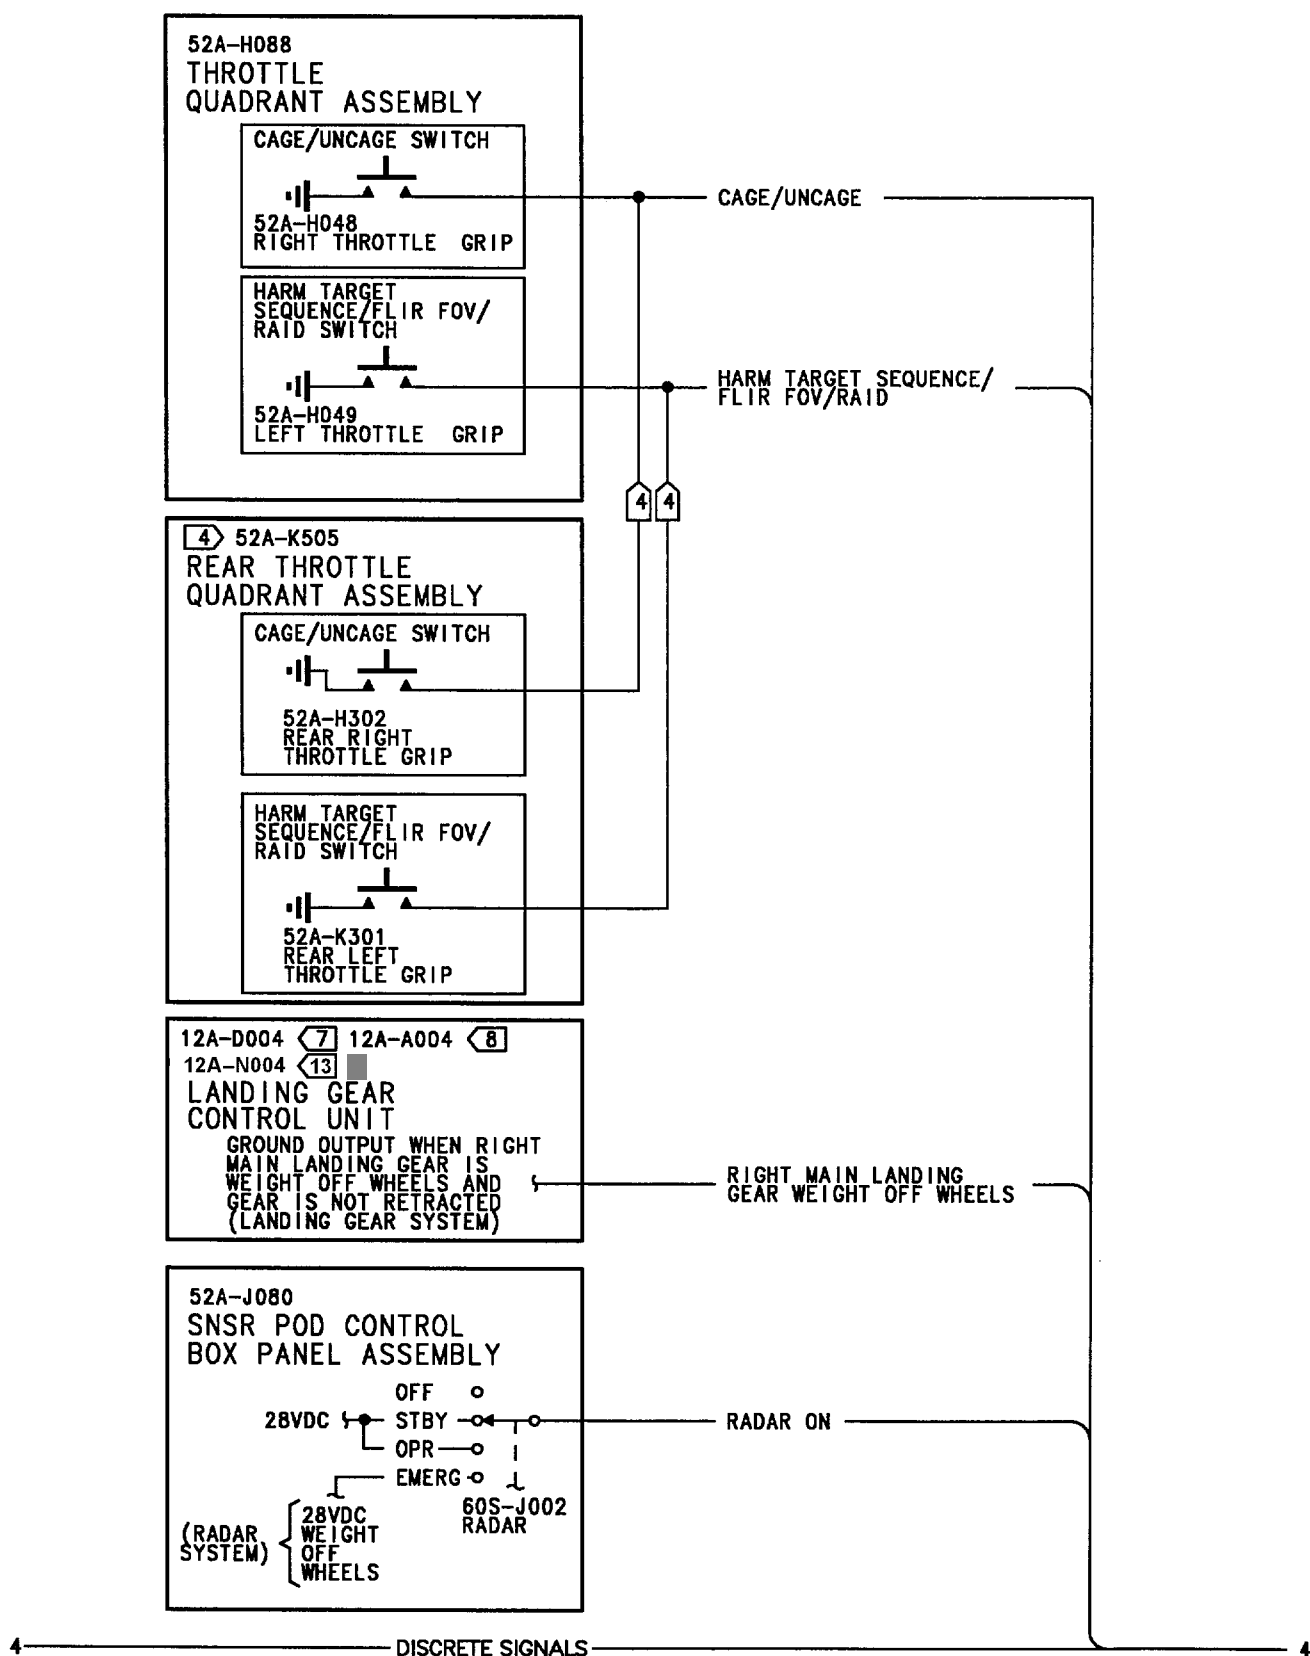 52A-H088
THROTTLE
QUADRANT ASSEMBLY
CAGE/UNCAGE SWITCH
52A-H048
RIGHT THROTTLE GRIP
CAGE/UNCAGE
HARM TARGET
SEQUENCE/FLIR FOV/
RAID SWITCH
52A-H049
LEFT THROTTLE GRIP
HARM TARGET SEQUENCE/
FLIR FOV/RAID
4
4
4
52A-K505
REAR THROTTLE
QUADRANT ASSEMBLY
CAGE/UNCAGE SWITCH
52A-H302
REAR RIGHT
THROTTLE GRIP
HARM TARGET
SEQUENCE/FLIR FOV/
RAID SWITCH
52A-K301
REAR LEFT
THROTTLE GRIP
12A-D004 7 12A-A004 8
12A-N004 13
LANDING GEAR
CONTROL UNIT
GROUND OUTPUT WHEN RIGHT
MAIN LANDING GEAR IS
WEIGHT OFF WHEELS AND
GEAR IS NOT RETRACTED
(LANDING GEAR SYSTEM)
RIGHT MAIN LANDING
GEAR WEIGHT OFF WHEELS
52A-J080
SNSR POD CONTROL
BOX PANEL ASSEMBLY
OFF
28VDC STBY
OPR
EMERG
RADAR ON
60S-J002
RADAR
(RADAR
SYSTEM)
28VDC
WEIGHT
OFF
WHEELS
4 DISCRETE SIGNALS 4